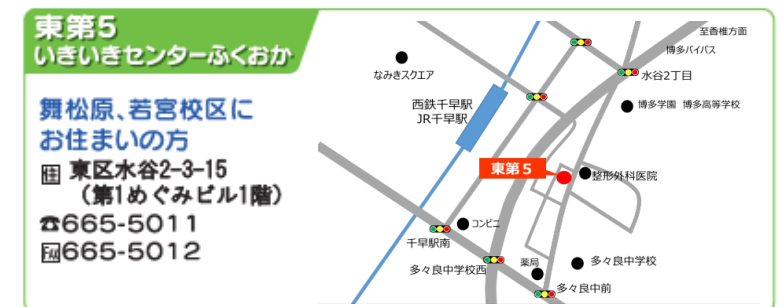 東第5
いきいきセンターふくおか
舞松原、若宮校区に
お住まいの方
住 東区水谷2-3-15
（第1めぐみビル1階）
☎665-5011
FAX665-5012
至香椎方面
博多バイパス
なみきスクエア
水谷2丁目
西鉄千早駅
JR千早駅
博多学園 博多高等学校
東第5
整形外科医院
コンビニ
千早駅南
多々良中学校西
薬局
多々良中学校
多々良中前